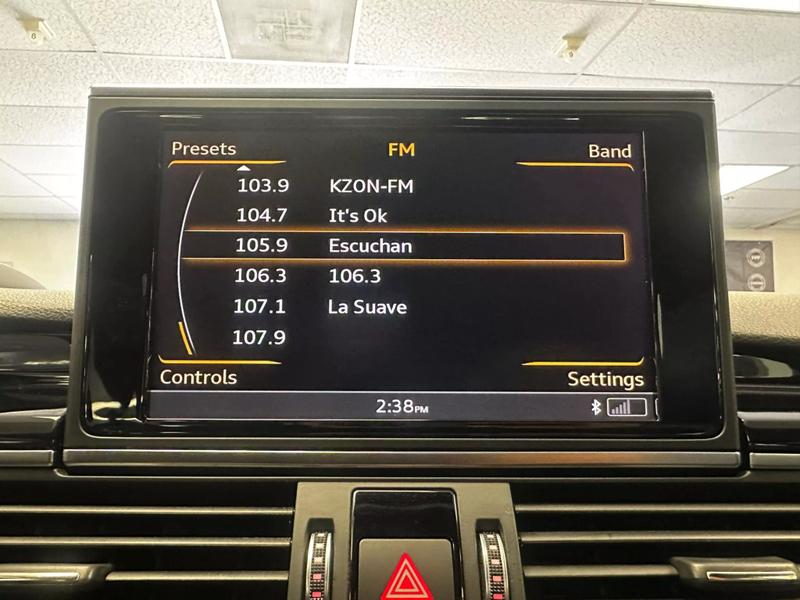 Presets FM Band
103.9 KZON-FM
104.7 It's Ok
105.9 Escuchan
106.3 106.3
107.1 La Suave
107.9
Controls Settings
2:38PM